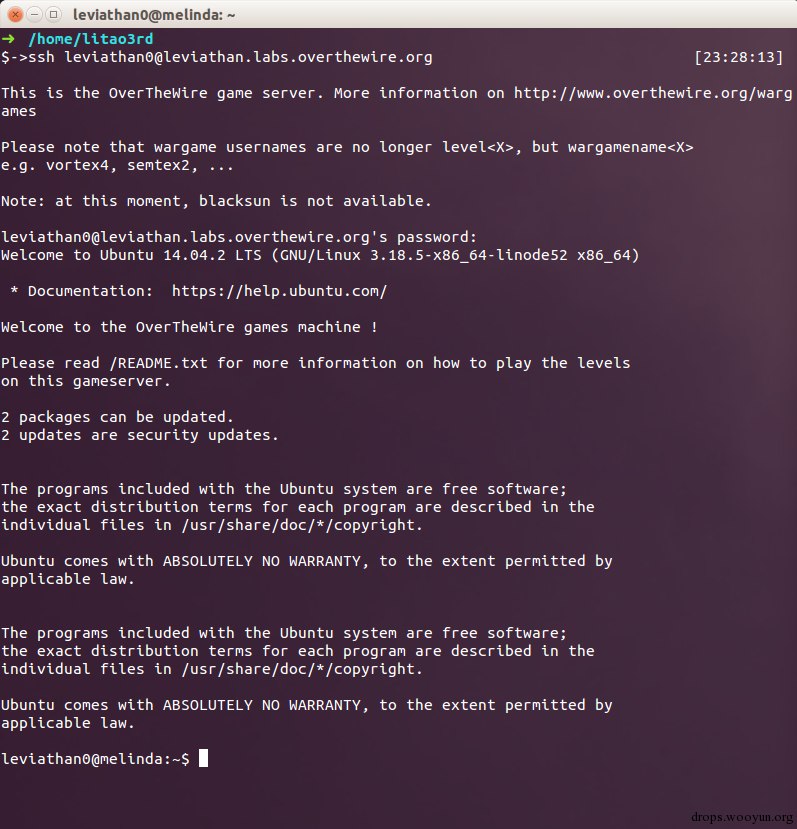 leviathan0@melinda: ~
➜ /home/litao3rd
$->ssh leviathan0@leviathan.labs.overthewire.org [23:28:13]
This is the OverTheWire game server. More information on http://www.overthewire.org/warg
ames
Please note that wargame usernames are no longer level<X>, but wargamename<X>
e.g. vortex4, semtex2, ...
Note: at this moment, blacksun is not available.
leviathan0@leviathan.labs.overthewire.org's password:
Welcome to Ubuntu 14.04.2 LTS (GNU/Linux 3.18.5-x86_64-linode52 x86_64)
* Documentation: https://help.ubuntu.com/
Welcome to the OverTheWire games machine !
Please read /README.txt for more information on how to play the levels
on this gameserver.
2 packages can be updated.
2 updates are security updates.
The programs included with the Ubuntu system are free software;
the exact distribution terms for each program are described in the
individual files in /usr/share/doc/*/copyright.
Ubuntu comes with ABSOLUTELY NO WARRANTY, to the extent permitted by
applicable law.
The programs included with the Ubuntu system are free software;
the exact distribution terms for each program are described in the
individual files in /usr/share/doc/*/copyright.
Ubuntu comes with ABSOLUTELY NO WARRANTY, to the extent permitted by
applicable law.
leviathan0@melinda:~$
drops.wooyun.org